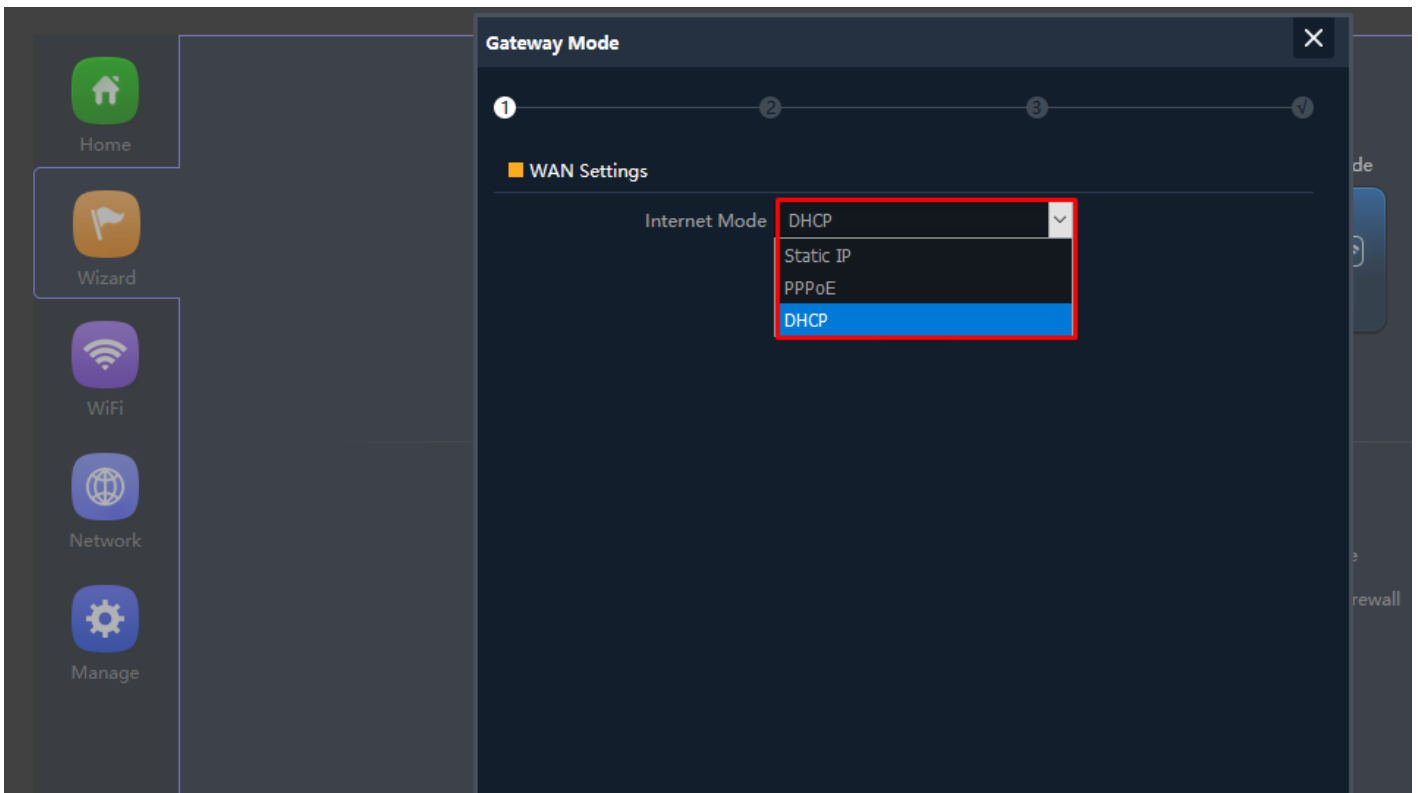 Gateway Mode
1
2
3
Home
WAN Settings
de
Internet Mode
DHCP
Static IP
Wizard
PPPoE
DHCP
WiFi
Network
e
rewall
Manage